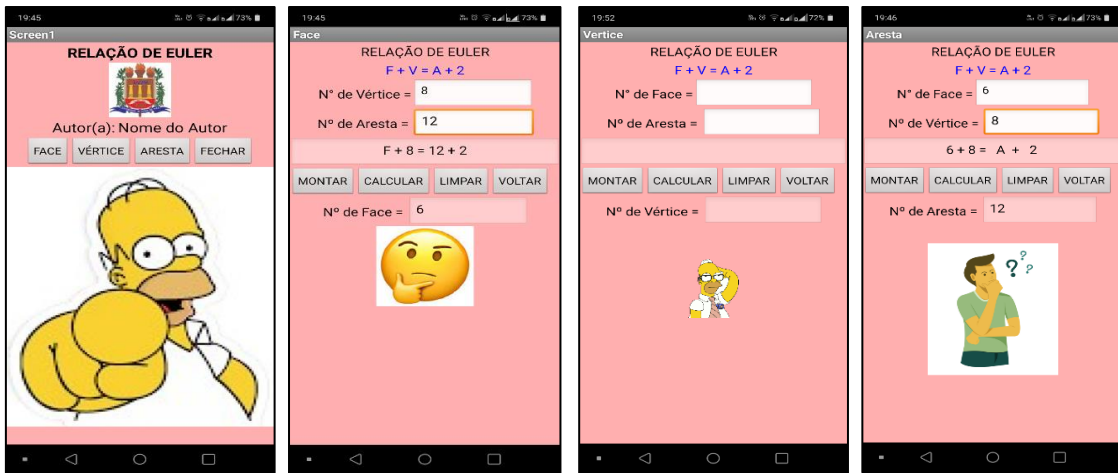 19:45
73%
Screen1
RELAÇÃO DE EULER
Autor(a): Nome do Autor
FACE VÉRTICE ARESTA FECHAR
19:45
73%
Face
RELAÇÃO DE EULER
F + V = A + 2
N° de Vértice = 8
Nº de Aresta = 12
F + 8 = 12 + 2
MONTAR CALCULAR LIMPAR VOLTAR
Nº de Face = 6
19:52
72%
Vertice
RELAÇÃO DE EULER
F + V = A + 2
N° de Face =
Nº de Aresta =
MONTAR CALCULAR LIMPAR VOLTAR
Nº de Vértice =
19:46
73%
Aresta
RELAÇÃO DE EULER
F + V = A + 2
N° de Face = 6
Nº de Vértice = 8
6 + 8 = A + 2
MONTAR CALCULAR LIMPAR VOLTAR
Nº de Aresta = 12
? ? ?